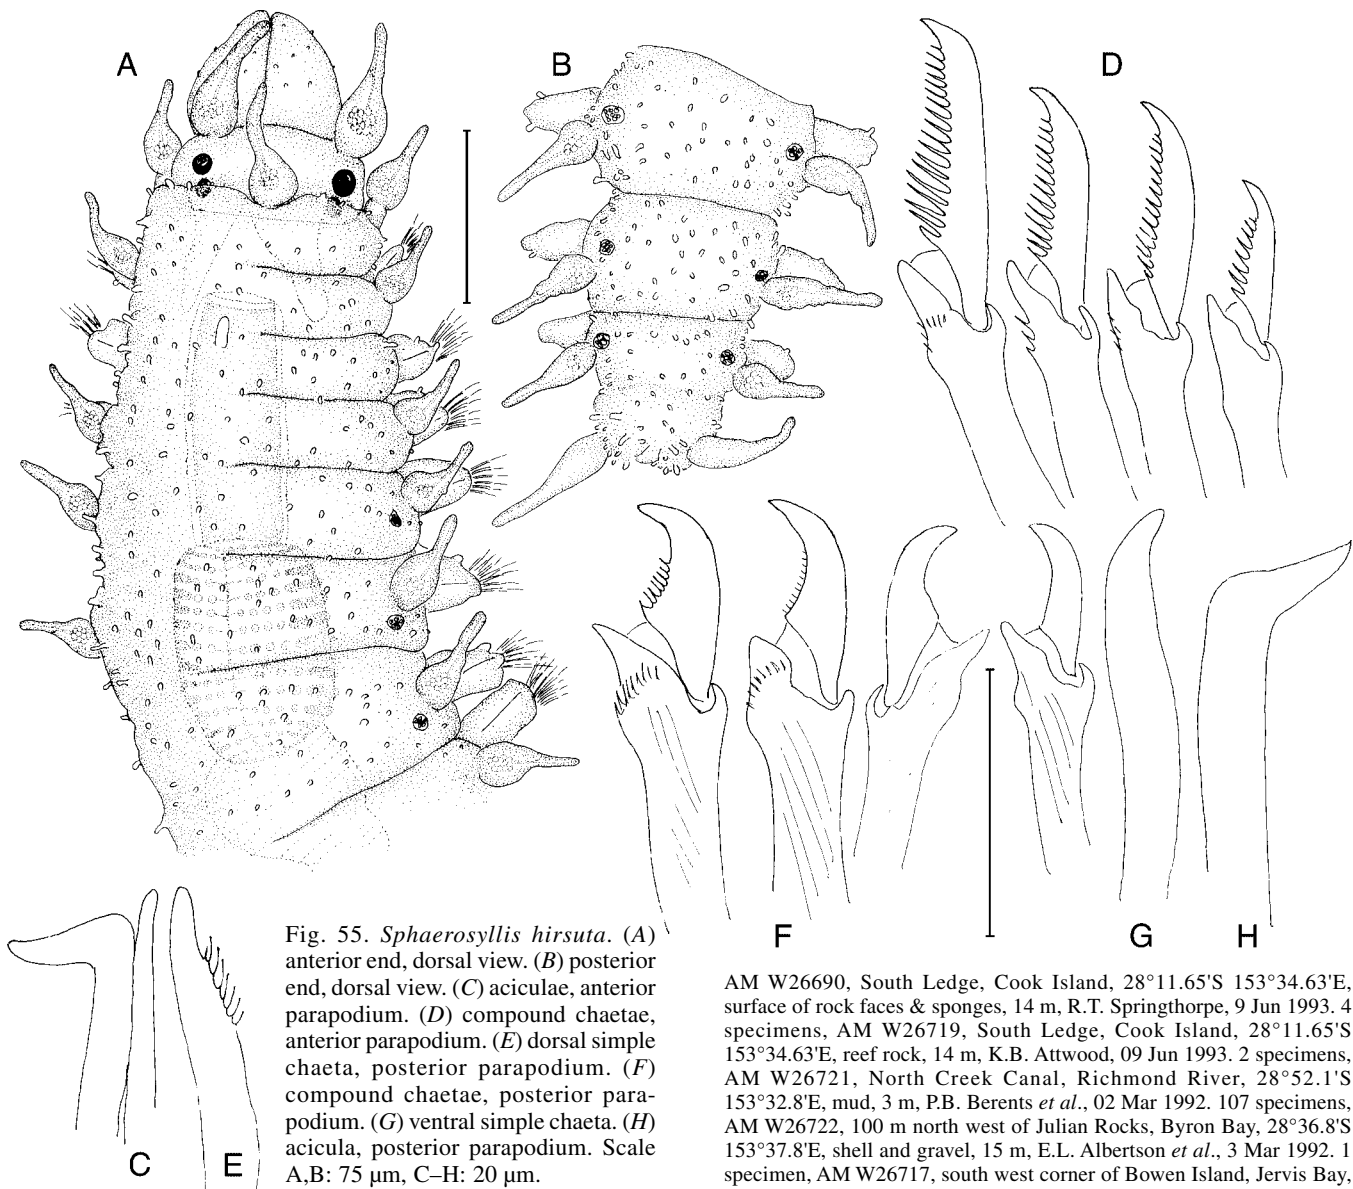 A
B
D
F
G
H
C
E
Fig. 55. Sphaerosyllis hirsuta. (A)
anterior end, dorsal view. (B) posterior
end, dorsal view. (C) aciculae, anterior
parapodium. (D) compound chaetae,
anterior parapodium. (E) dorsal simple
chaeta, posterior parapodium. (F)
compound chaetae, posterior para-
podium. (G) ventral simple chaeta. (H)
acicula, posterior parapodium. Scale
A,B: 75 µm, C–H: 20 µm.
AM W26690, South Ledge, Cook Island, 28°11.65'S 153°34.63'E,
surface of rock faces & sponges, 14 m, R.T. Springthorpe, 9 Jun 1993. 4
specimens, AM W26719, South Ledge, Cook Island, 28°11.65'S
153°34.63'E, reef rock, 14 m, K.B. Attwood, 09 Jun 1993. 2 specimens,
AM W26721, North Creek Canal, Richmond River, 28°52.1'S
153°32.8'E, mud, 3 m, P.B. Berents et al., 02 Mar 1992. 107 specimens,
AM W26722, 100 m north west of Julian Rocks, Byron Bay, 28°36.8'S
153°37.8'E, shell and gravel, 15 m, E.L. Albertson et al., 3 Mar 1992. 1
specimen, AM W26717, south west corner of Bowen Island, Jervis Bay,